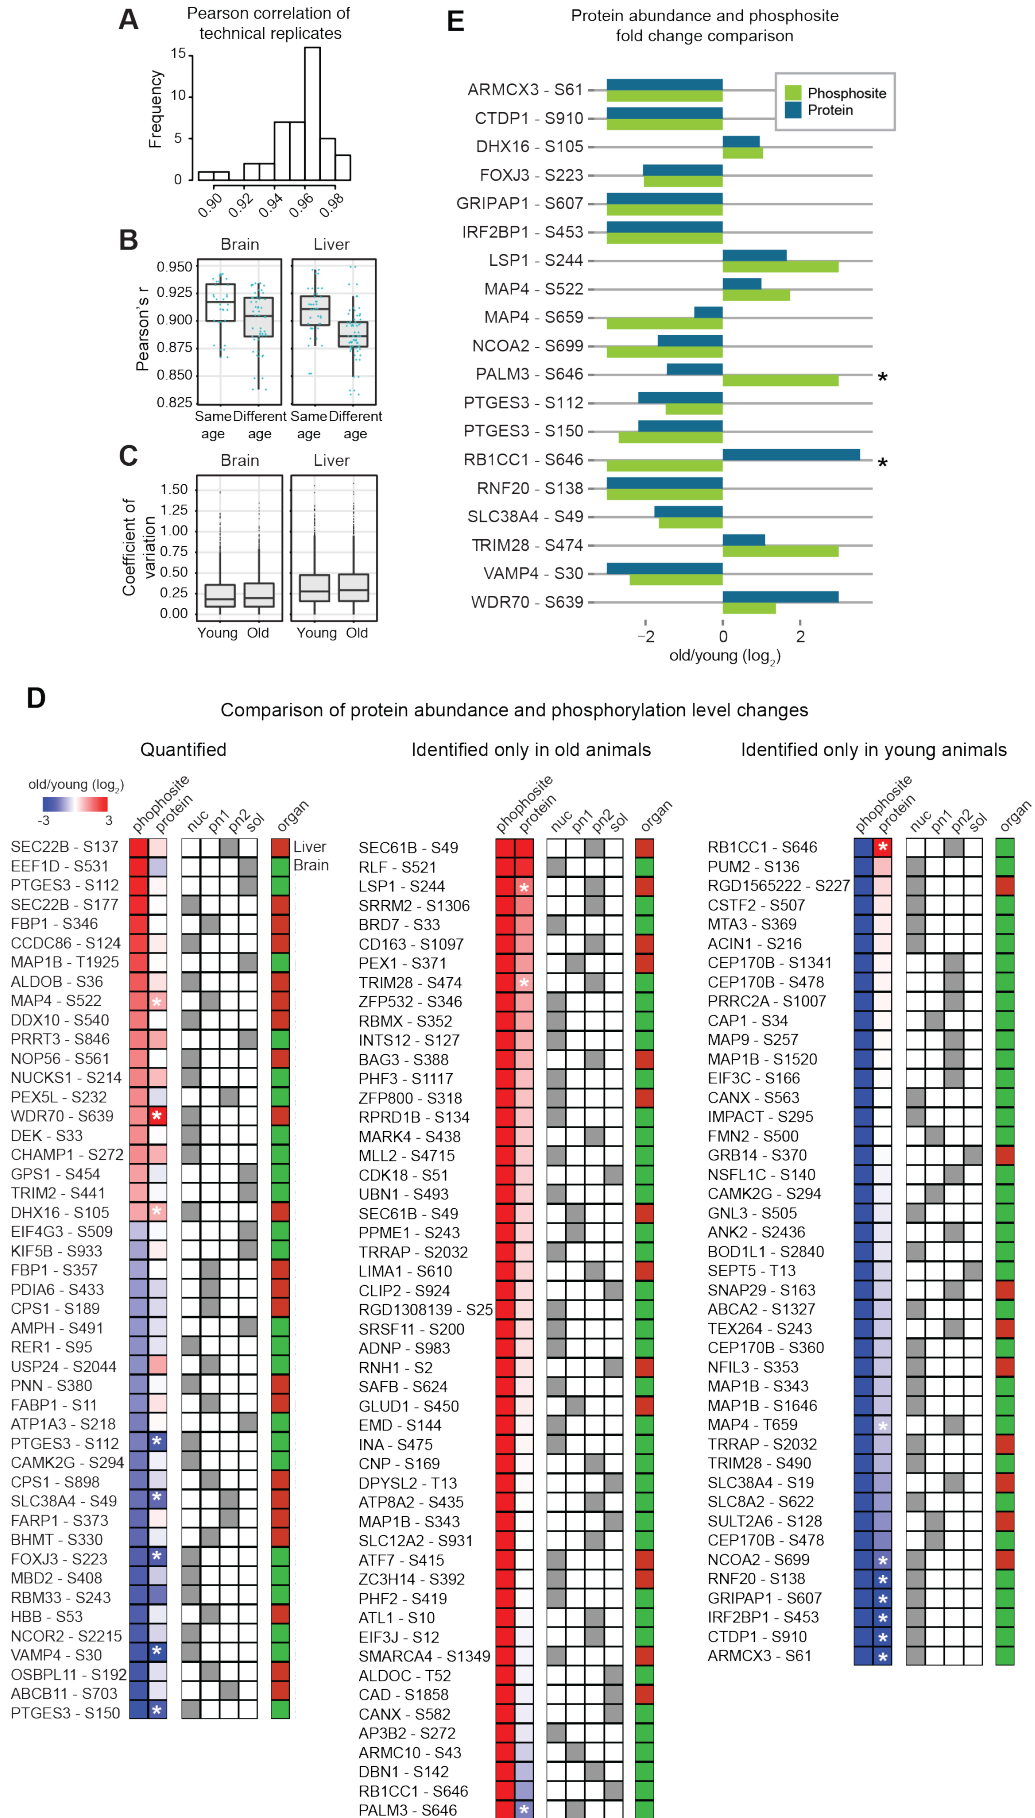 A
Pearson correlation of
technical replicates
Frequency
15
10
5
0
0.90
0.92
0.94
0.96
0.98
B
Brain
Liver
Pearson's r
0.950
0.925
0.900
0.875
0.850
0.825
Same age
Different age
Same age
Different age
C
Brain
Liver
Coefficient of
variation
1.50
1.25
1.00
0.75
0.50
0.25
0.00
Young
Old
Young
Old
E
Protein abundance and phosphosite
fold change comparison
Phosphosite
Protein
ARMCX3 - S61
CTDP1 - S910
DHX16 - S105
FOXJ3 - S223
GRIPAP1 - S607
IRF2BP1 - S453
LSP1 - S244
MAP4 - S522
MAP4 - S659
NCOA2 - S699
PALM3 - S646 *
PTGES3 - S112
PTGES3 - S150
RB1CC1 - S646 *
RNF20 - S138
SLC38A4 - S49
TRIM28 - S474
VAMP4 - S30
WDR70 - S639
−2 0 2
old/young (log2)
D
Comparison of protein abundance and phosphorylation level changes
Quantified
old/young (log2)
-3 3
phophosite
protein
nuc
pn1
pn2
sol
organ
Liver
Brain
SEC22B - S137
EEF1D - S531
PTGES3 - S112
SEC22B - S177
FBP1 - S346
CCDC86 - S124
MAP1B - T1925
ALDOB - S36
MAP4 - S522 *
DDX10 - S540
PRRT3 - S846
NOP56 - S561
NUCKS1 - S214
PEX5L - S232
WDR70 - S639 *
DEK - S33
CHAMP1 - S272
GPS1 - S454
TRIM2 - S441
DHX16 - S105 *
EIF4G3 - S509
KIF5B - S933
FBP1 - S357
PDIA6 - S433
CPS1 - S189
AMPH - S491
RER1 - S95
USP24 - S2044
PNN - S380
FABP1 - S11
ATP1A3 - S218
PTGES3 - S112 *
CAMK2G - S294
CPS1 - S898
SLC38A4 - S49 *
FARP1 - S373
BHMT - S330
FOXJ3 - S223 *
MBD2 - S408
RBM33 - S243
HBB - S53
NCOR2 - S2215
VAMP4 - S30 *
OSBPL11 - S192
ABCB11 - S703
PTGES3 - S150 *
Identified only in old animals
phophosite
protein
nuc
pn1
pn2
sol
organ
SEC61B - S49
RLF - S521
LSP1 - S244 *
SRRM2 - S1306
BRD7 - S33
CD163 - S1097
PEX1 - S371
TRIM28 - S474 *
ZFP532 - S346
RBMX - S352
INTS12 - S127
BAG3 - S388
PHF3 - S1117
ZFP800 - S318
RPRD1B - S134
MARK4 - S438
MLL2 - S4715
CDK18 - S51
UBN1 - S493
SEC61B - S49
PPME1 - S243
TRRAP - S2032
LIMA1 - S610
CLIP2 - S924
RGD1308139 - S25
SRSF11 - S200
ADNP - S983
RNH1 - S2
SAFB - S624
GLUD1 - S450
EMD - S144
INA - S475
CNP - S169
DPYSL2 - T13
ATP8A2 - S435
MAP1B - S343
SLC12A2 - S931
ATF7 - S415
ZC3H14 - S392
PHF2 - S419
ATL1 - S10
EIF3J - S12
SMARCA4 - S1349
ALDOC - T52
CAD - S1858
CANX - S582
AP3B2 - S272
ARMC10 - S43
DBN1 - S142
RB1CC1 - S646
PALM3 - S646 *
Identified only in young animals
phophosite
protein
nuc
pn1
pn2
sol
organ
RB1CC1 - S646 *
PUM2 - S136
RGD1565222 - S227
CSTF2 - S507
MTA3 - S369
ACIN1 - S216
CEP170B - S1341
CEP170B - S478
PRRC2A - S1007
CAP1 - S34
MAP9 - S257
MAP1B - S1520
EIF3C - S166
CANX - S563
IMPACT - S295
FMN2 - S500
GRB14 - S370
NSFL1C - S140
CAMK2G - S294
GNL3 - S505
ANK2 - S2436
BOD1L1 - S2840
SEPT5 - T13
SNAP29 - S163
ABCA2 - S1327
TEX264 - S243
CEP170B - S360
NFIL3 - S353
MAP1B - S343
MAP1B - S1646
MAP4 - T659 *
TRRAP - S2032
TRIM28 - S490
SLC38A4 - S19
SLC8A2 - S622
SULT2A6 - S128
CEP170B - S478
NCOA2 - S699 *
RNF20 - S138 *
GRIPAP1 - S607 *
IRF2BP1 - S453 *
CTDP1 - S910 *
ARMCX3 - S61 *